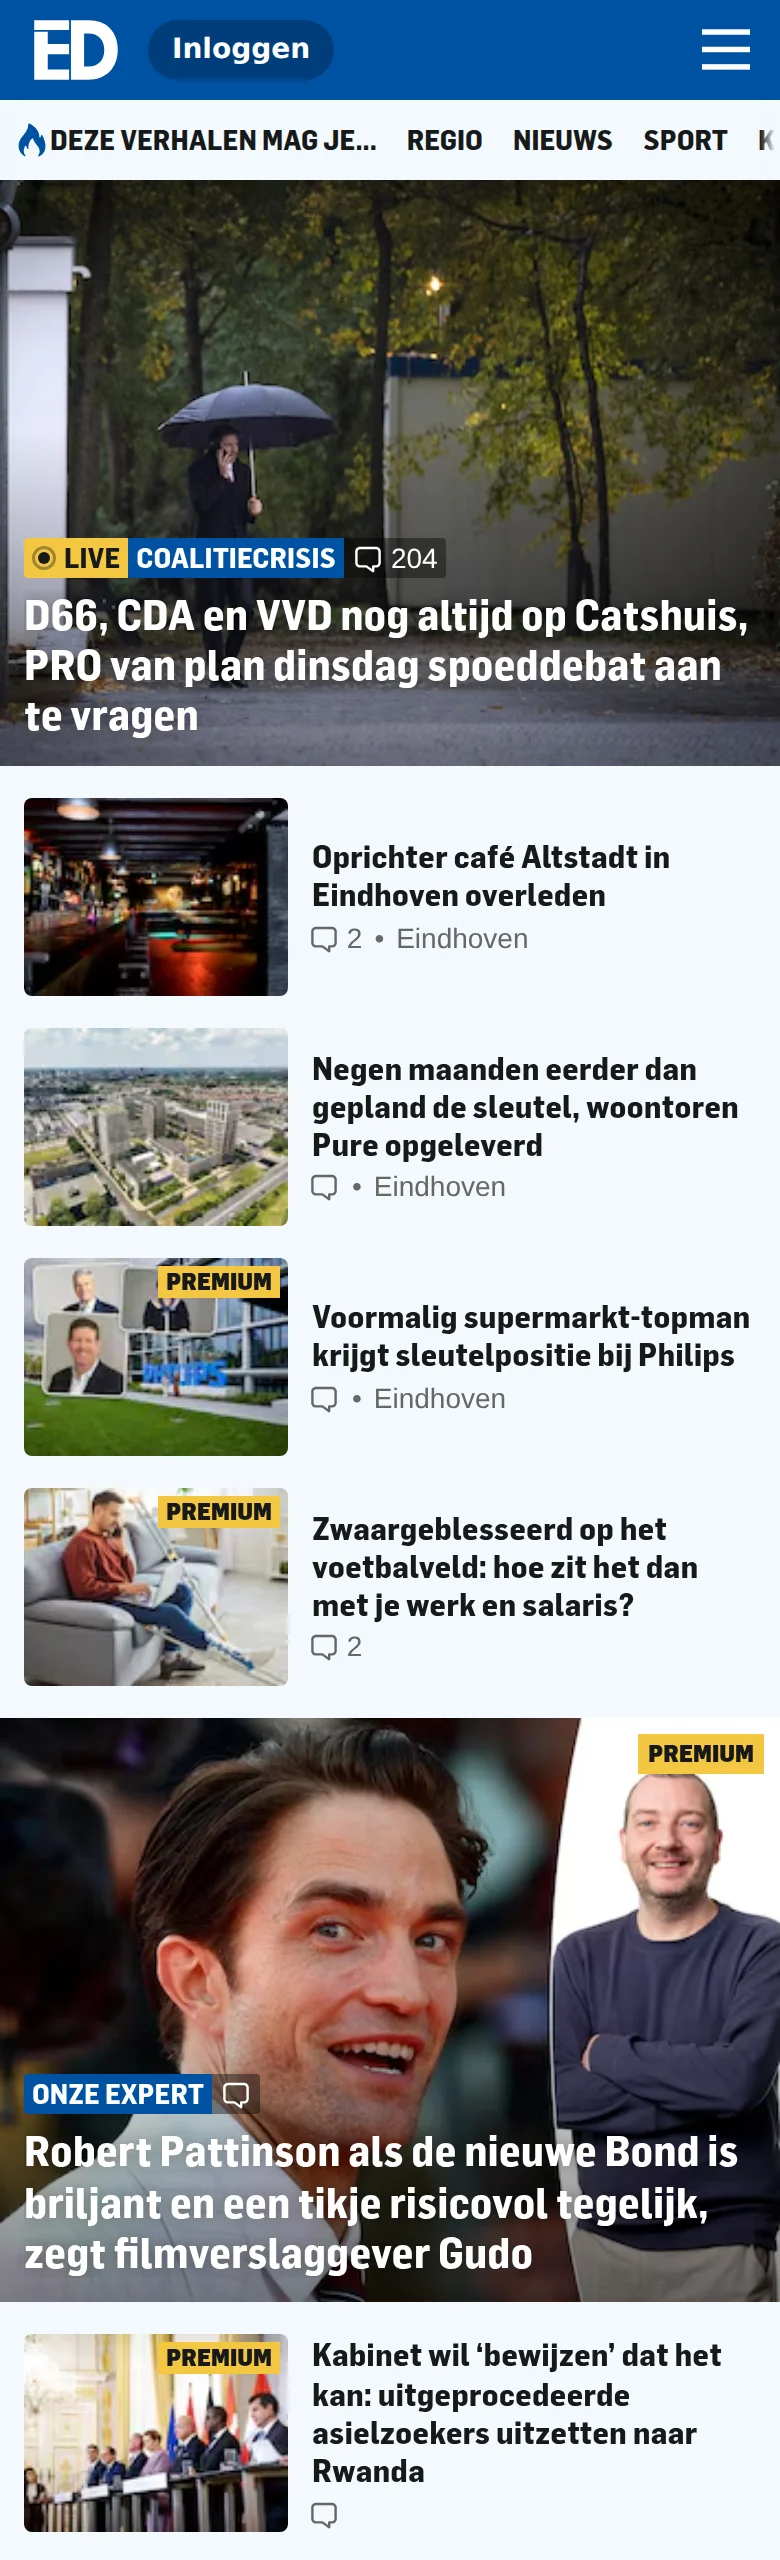 ED
Inloggen
DEZE VERHALEN MAG JE... REGIO NIEUWS SPORT
LIVE COALITIECRISIS 204
D66, CDA en VVD nog altijd op Catshuis,
PRO van plan dinsdag spoeddebat aan
te vragen
Oprichter café Altstadt in
Eindhoven overleden
2 • Eindhoven
Negen maanden eerder dan
gepland de sleutel, woontoren
Pure opgeleverd
• Eindhoven
PREMIUM
PHILIPS
Voormalig supermarkt-topman
krijgt sleutelpositie bij Philips
• Eindhoven
PREMIUM
Zwaargeblesseerd op het
voetbalveld: hoe zit het dan
met je werk en salaris?
2
PREMIUM
ONZE EXPERT
Robert Pattinson als de nieuwe Bond is
briljant en een tikje risicovol tegelijk,
zegt filmverslaggever Gudo
PREMIUM
Kabinet wil ‘bewijzen’ dat het
kan: uitgeprocedeerde
asielzoekers uitzetten naar
Rwanda